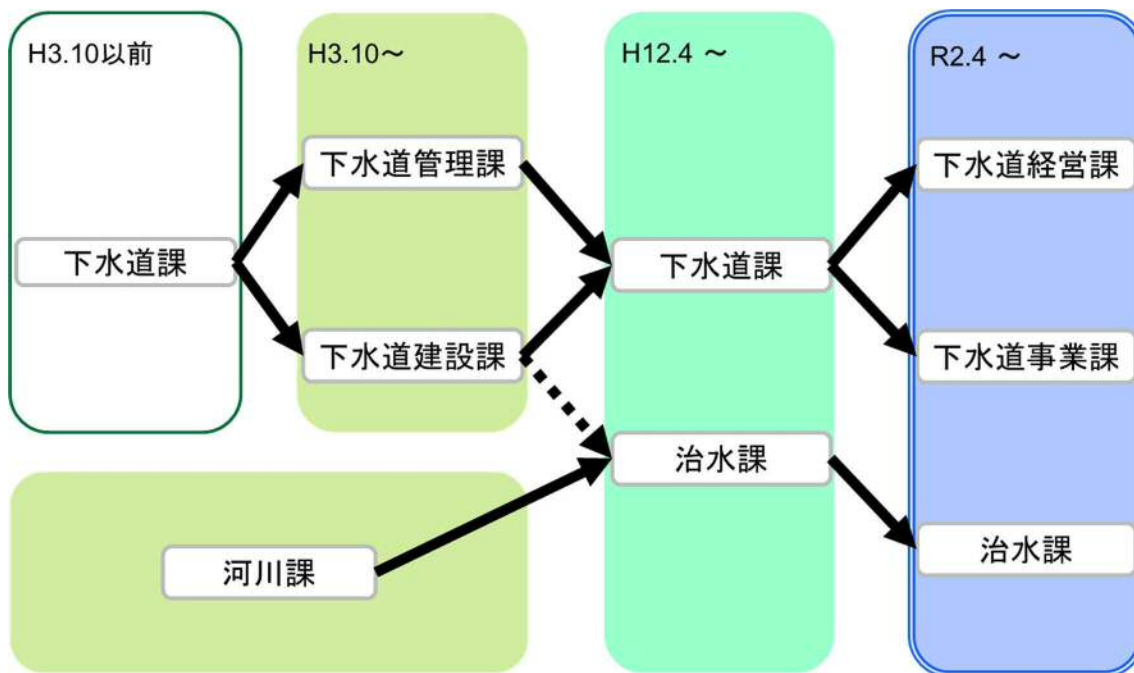 H3.10以前
下水道課
H3.10～
下水道管理課
下水道建設課
河川課
H12.4 ～
下水道課
治水課
R2.4 ～
下水道経営課
下水道事業課
治水課